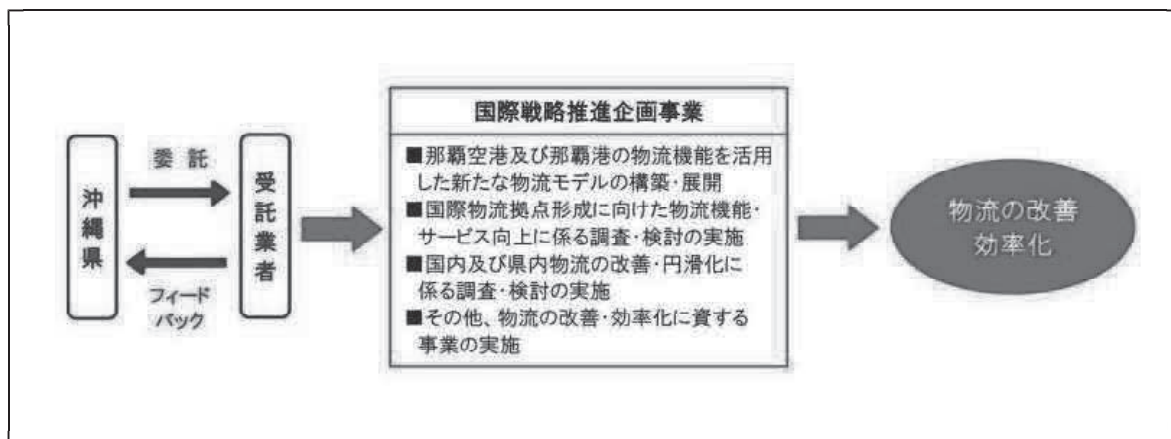 沖縄県
委託
フィード
バック
受託業者
国際戦略推進企画事業
■那覇空港及び那覇港の物流機能を活用
した新たな物流モデルの構築・展開
■国際物流拠点形成に向けた物流機能・
サービス向上に係る調査・検討の実施
■国内及び県内物流の改善・円滑化に
係る調査・検討の実施
■その他、物流の改善・効率化に資する
事業の実施
物流の改善
効率化